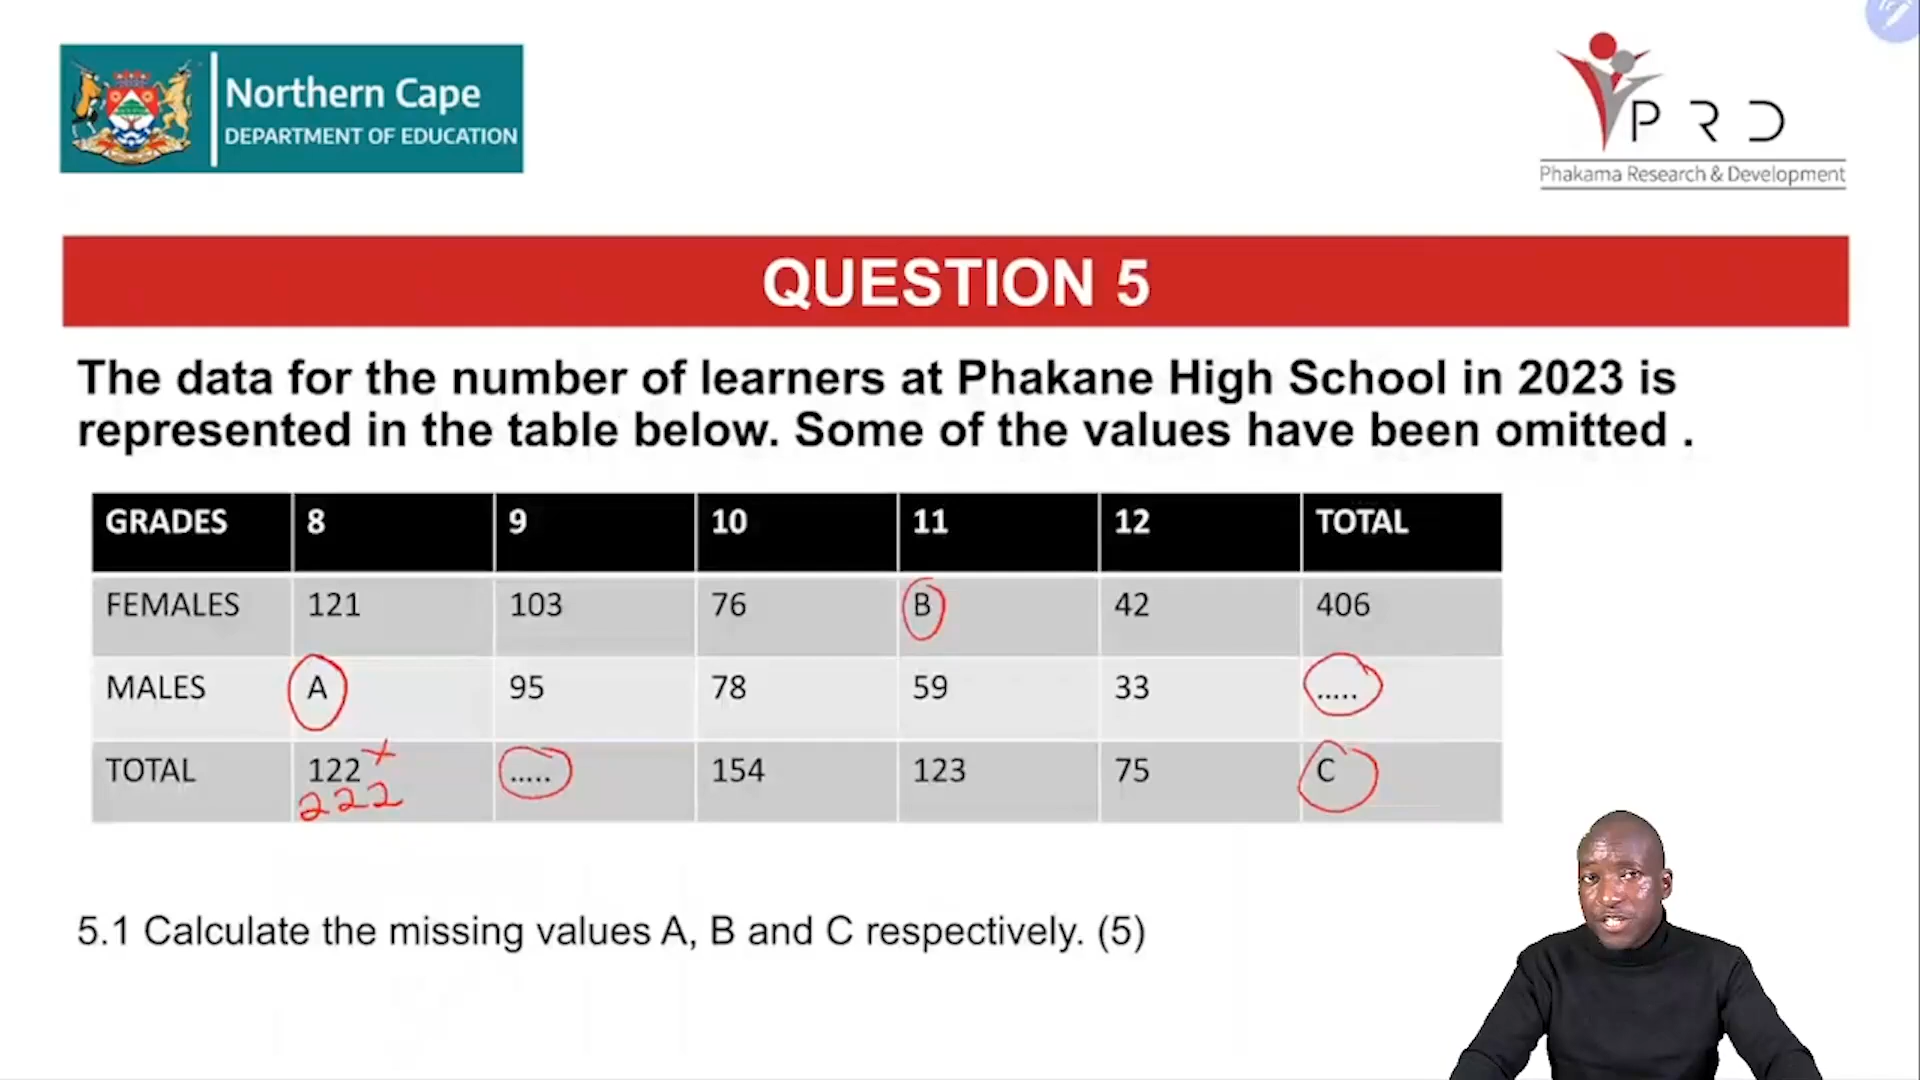 Northern Cape
DEPARTMENT OF EDUCATION
PRD
Phakama Research & Development
QUESTION 5
The data for the number of learners at Phakane High School in 2023 is
represented in the table below. Some of the values have been omitted .
GRADES 8 9 10 11 12 TOTAL
FEMALES 121 103 76 B 42 406
MALES A 95 78 59 33 .....
TOTAL 122 x ..... 154 123 75 C
222
5.1 Calculate the missing values A, B and C respectively. (5)